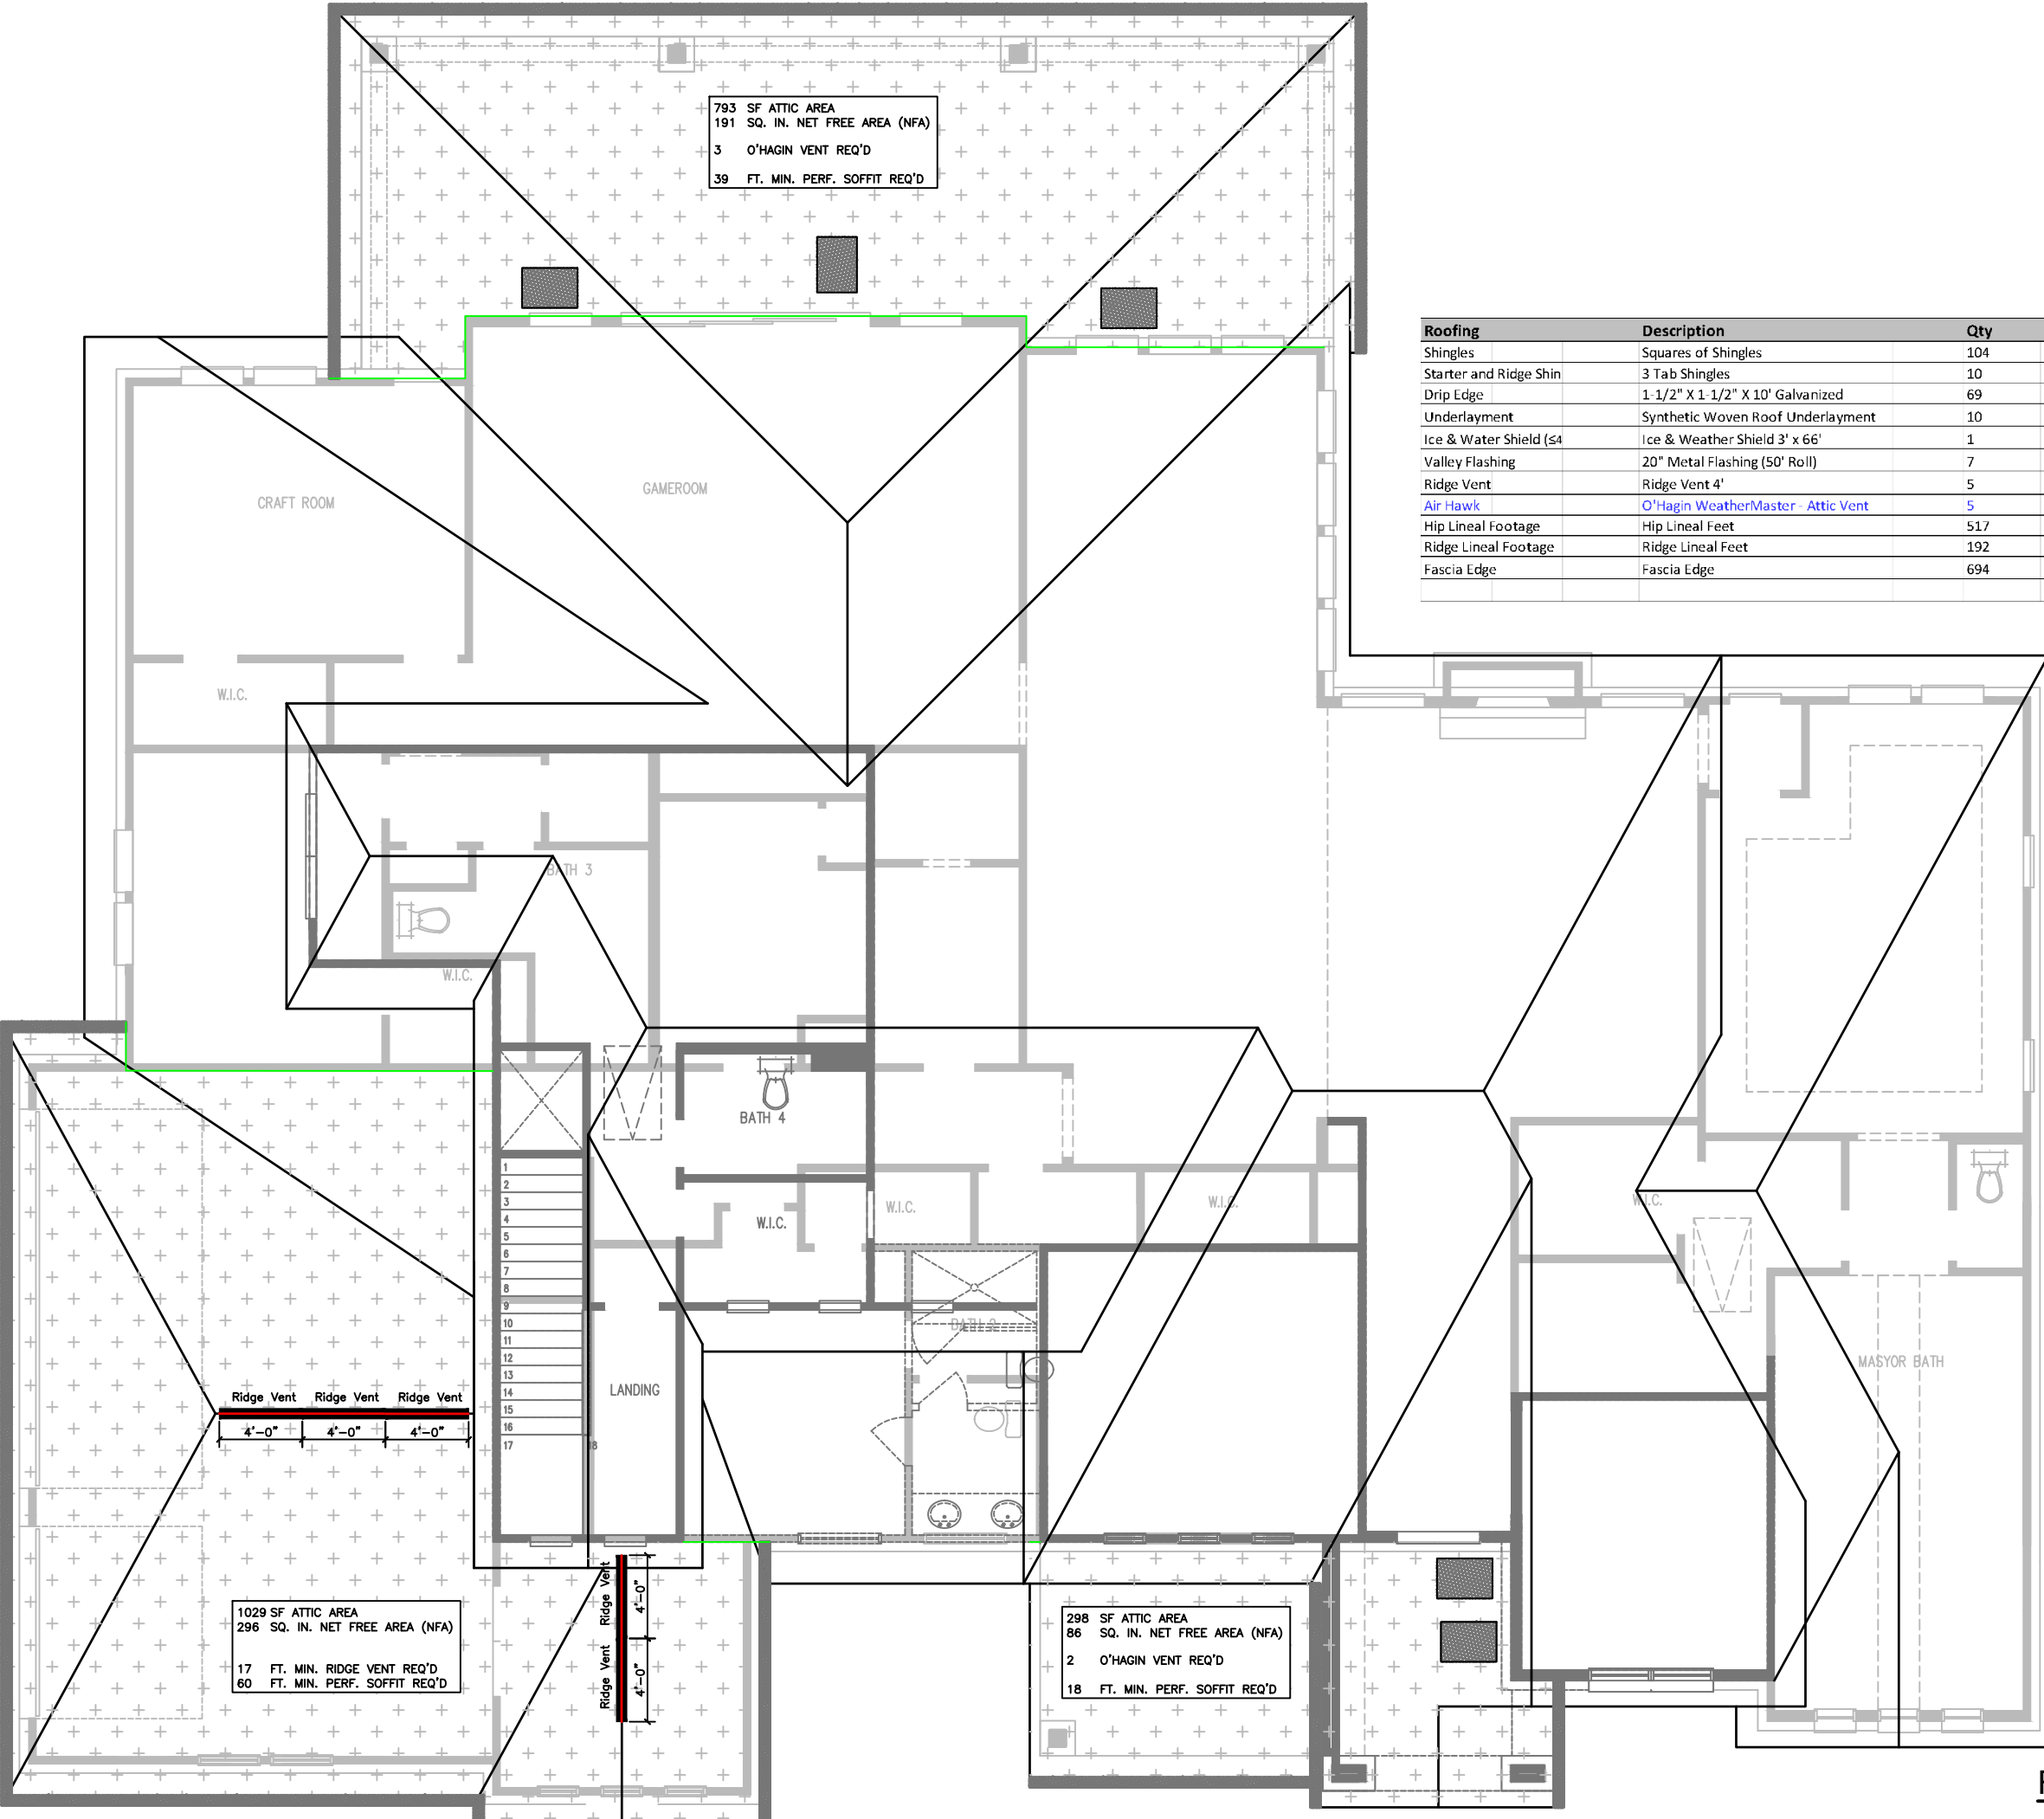 793 SF ATTIC AREA
191 SQ. IN. NET FREE AREA (NFA)
3 O'HAGIN VENT REQ'D
39 FT. MIN. PERF. SOFFIT REQ'D
Roofing Description Qty
Shingles Squares of Shingles 104
Starter and Ridge Shin 3 Tab Shingles 10
Drip Edge 1-1/2" X 1-1/2" X 10' Galvanized 69
Underlayment Synthetic Woven Roof Underlayment 10
Ice & Water Shield (≤4 Ice & Weather Shield 3' x 66' 1
Valley Flashing 20" Metal Flashing (50' Roll) 7
Ridge Vent Ridge Vent 4' 5
Air Hawk O'Hagin WeatherMaster - Attic Vent 5
Hip Lineal Footage Hip Lineal Feet 517
Ridge Lineal Footage Ridge Lineal Feet 192
Fascia Edge Fascia Edge 694
CRAFT ROOM
GAMEROOM
W.I.C.
BATH 3
W.I.C.
BATH 4
W.I.C.
W.I.C.
W.I.C.
W.I.C.
1
2
3
4
5
6
7
8
9
10
11
12
13
14
15
16
17
18
BATH 2
MASYOR BATH
LANDING
Ridge Vent Ridge Vent Ridge Vent
4'-0" 4'-0" 4'-0"
Ridge Vent
4'-0"
Ridge Vent
4'-0"
1029 SF ATTIC AREA
296 SQ. IN. NET FREE AREA (NFA)
17 FT. MIN. RIDGE VENT REQ'D
60 FT. MIN. PERF. SOFFIT REQ'D
298 SF ATTIC AREA
86 SQ. IN. NET FREE AREA (NFA)
2 O'HAGIN VENT REQ'D
18 FT. MIN. PERF. SOFFIT REQ'D